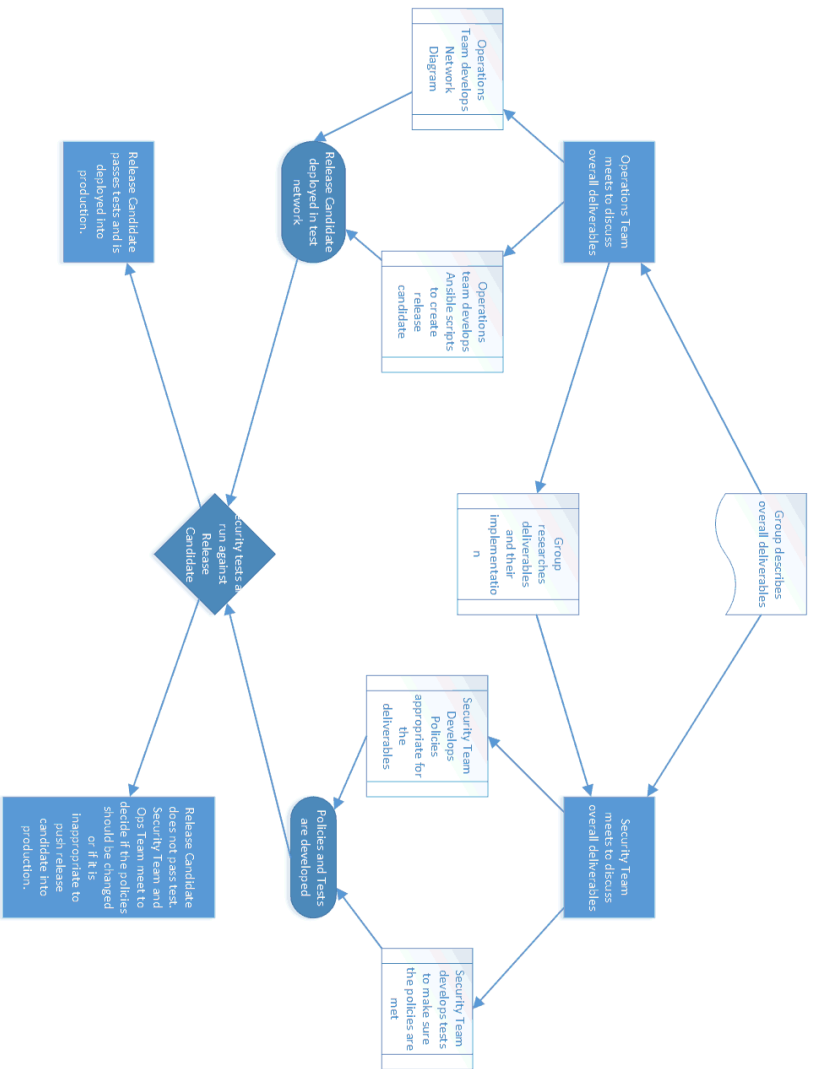 Group describes
overall deliverables
Operations Team
meets to discuss
overall deliverables
Security Team
meets to discuss
overall deliverables
Group
researches
deliverables
and their
implementatio
n
Operations
Team develops
Network
Diagram
Operations
team develops
Ansible scripts
to create
release
candidate
Security Team
Develops
Policies
appropriate for
the
deliverables
Security Team
develops tests
to make sure
the policies are
met
Release Candidate
deployed in test
network
Policies and Tests
are developed
ecurity tests a
run against
Release
Candidate
Release Candidate
passes tests and is
deployed into
production.
Release Candidate
does not pass test.
Security Team and
Ops Team meet to
decide if the policies
should be changed
or if it is
inappropriate to
push release
candidate into
production.